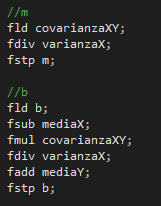 //m
fld covarianzaXY;
fdiv varianzaX;
fstp m;
//b
fld b;
fsub mediaX;
fmul covarianzaXY;
fdiv varianzaX;
fadd mediaY;
fstp b;